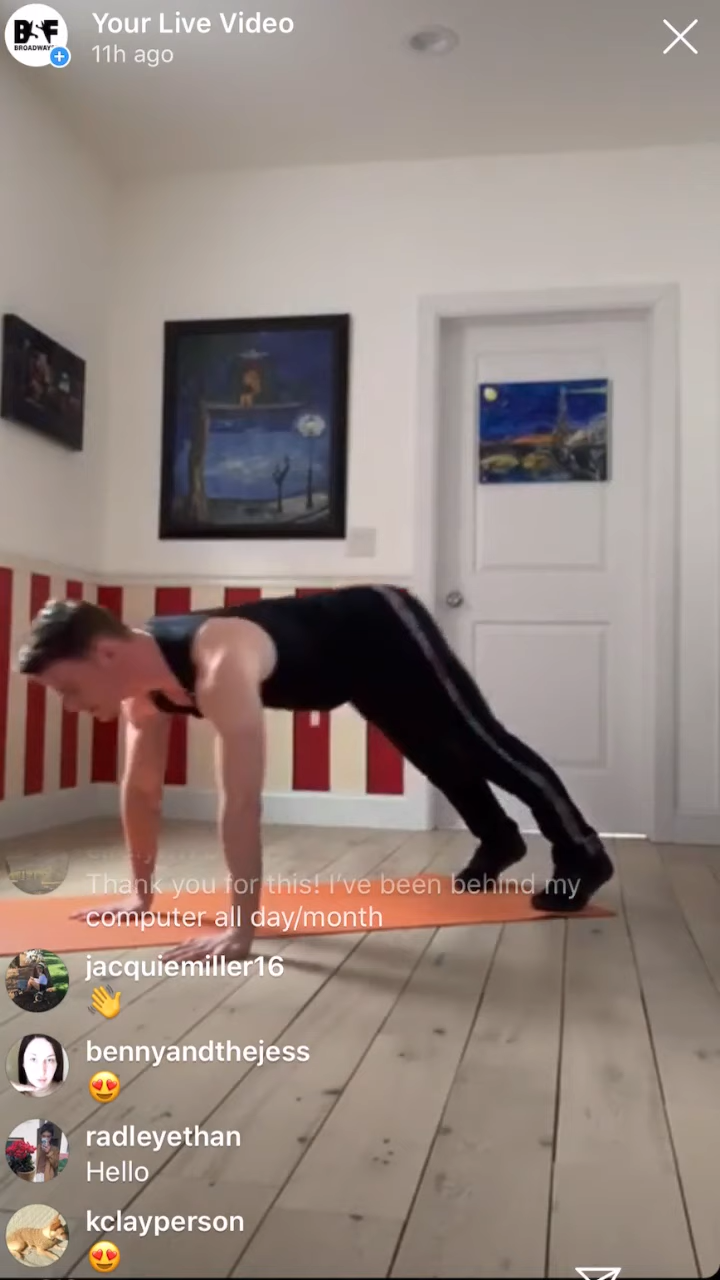 BSF
BROADWAY
Your Live Video
11h ago
Thank you for this! I've been behind my
computer all day/month
jacquiemiller16
👋
bennyandthejess
😍
radleyethan
Hello
kclayperson
😍